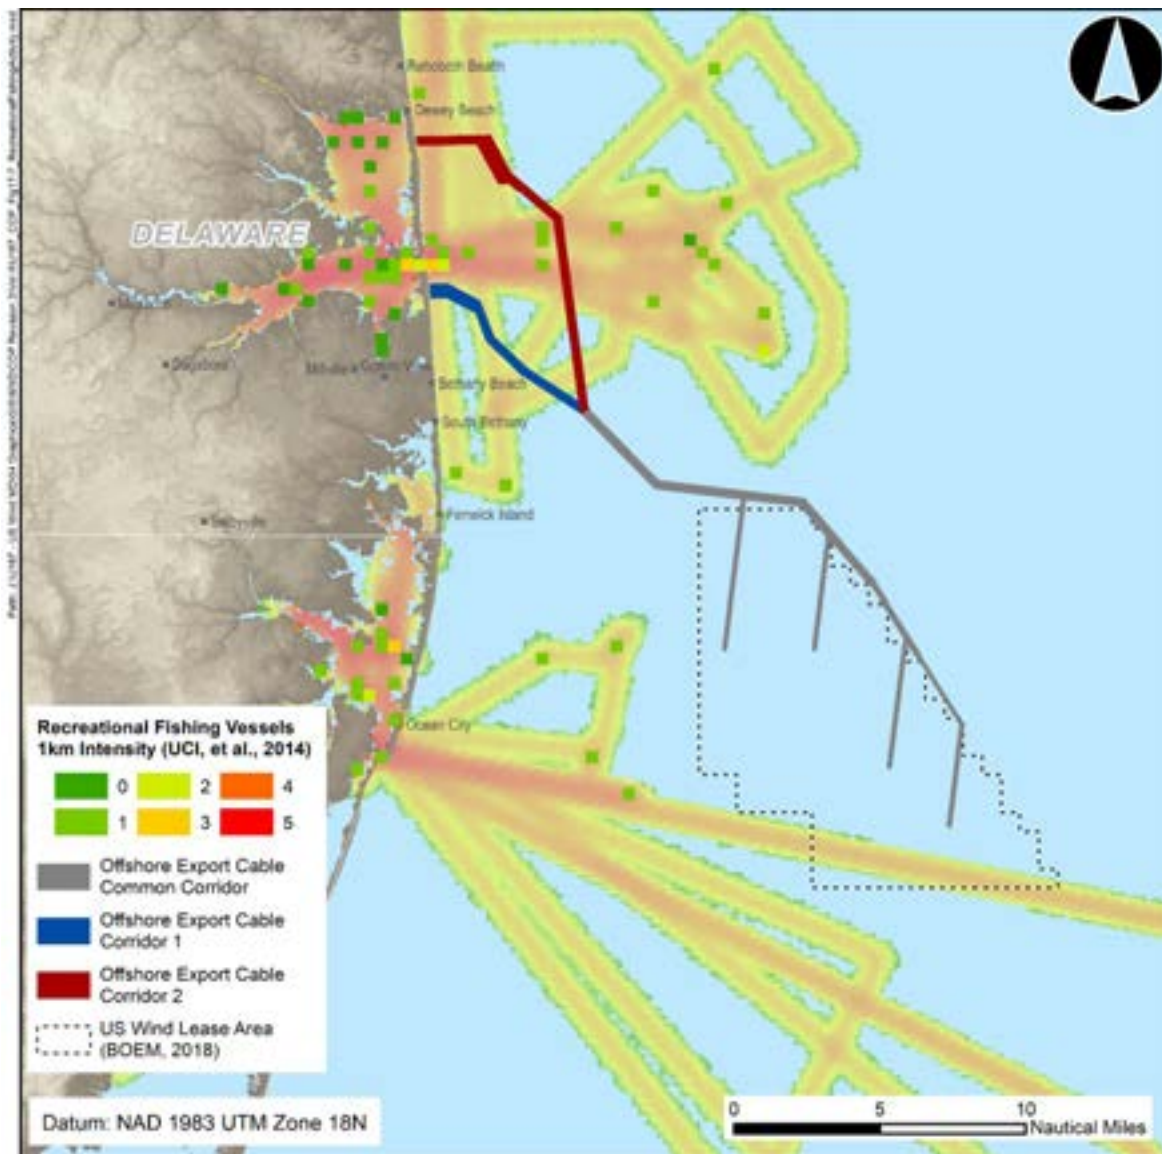 Rehoboth Beach
Dewey Beach
DELAWARE
Dagsboro
Millville
Bethany Beach
South Bethany
Fenwick Island
Selbyville
Ocean City
Recreational Fishing Vessels
1km Intensity (UCI, et al., 2014)
0 2 4
1 3 5
Offshore Export Cable
Common Corridor
Offshore Export Cable
Corridor 1
Offshore Export Cable
Corridor 2
US Wind Lease Area
(BOEM, 2018)
Datum: NAD 1983 UTM Zone 18N
0 5 10
Nautical Miles